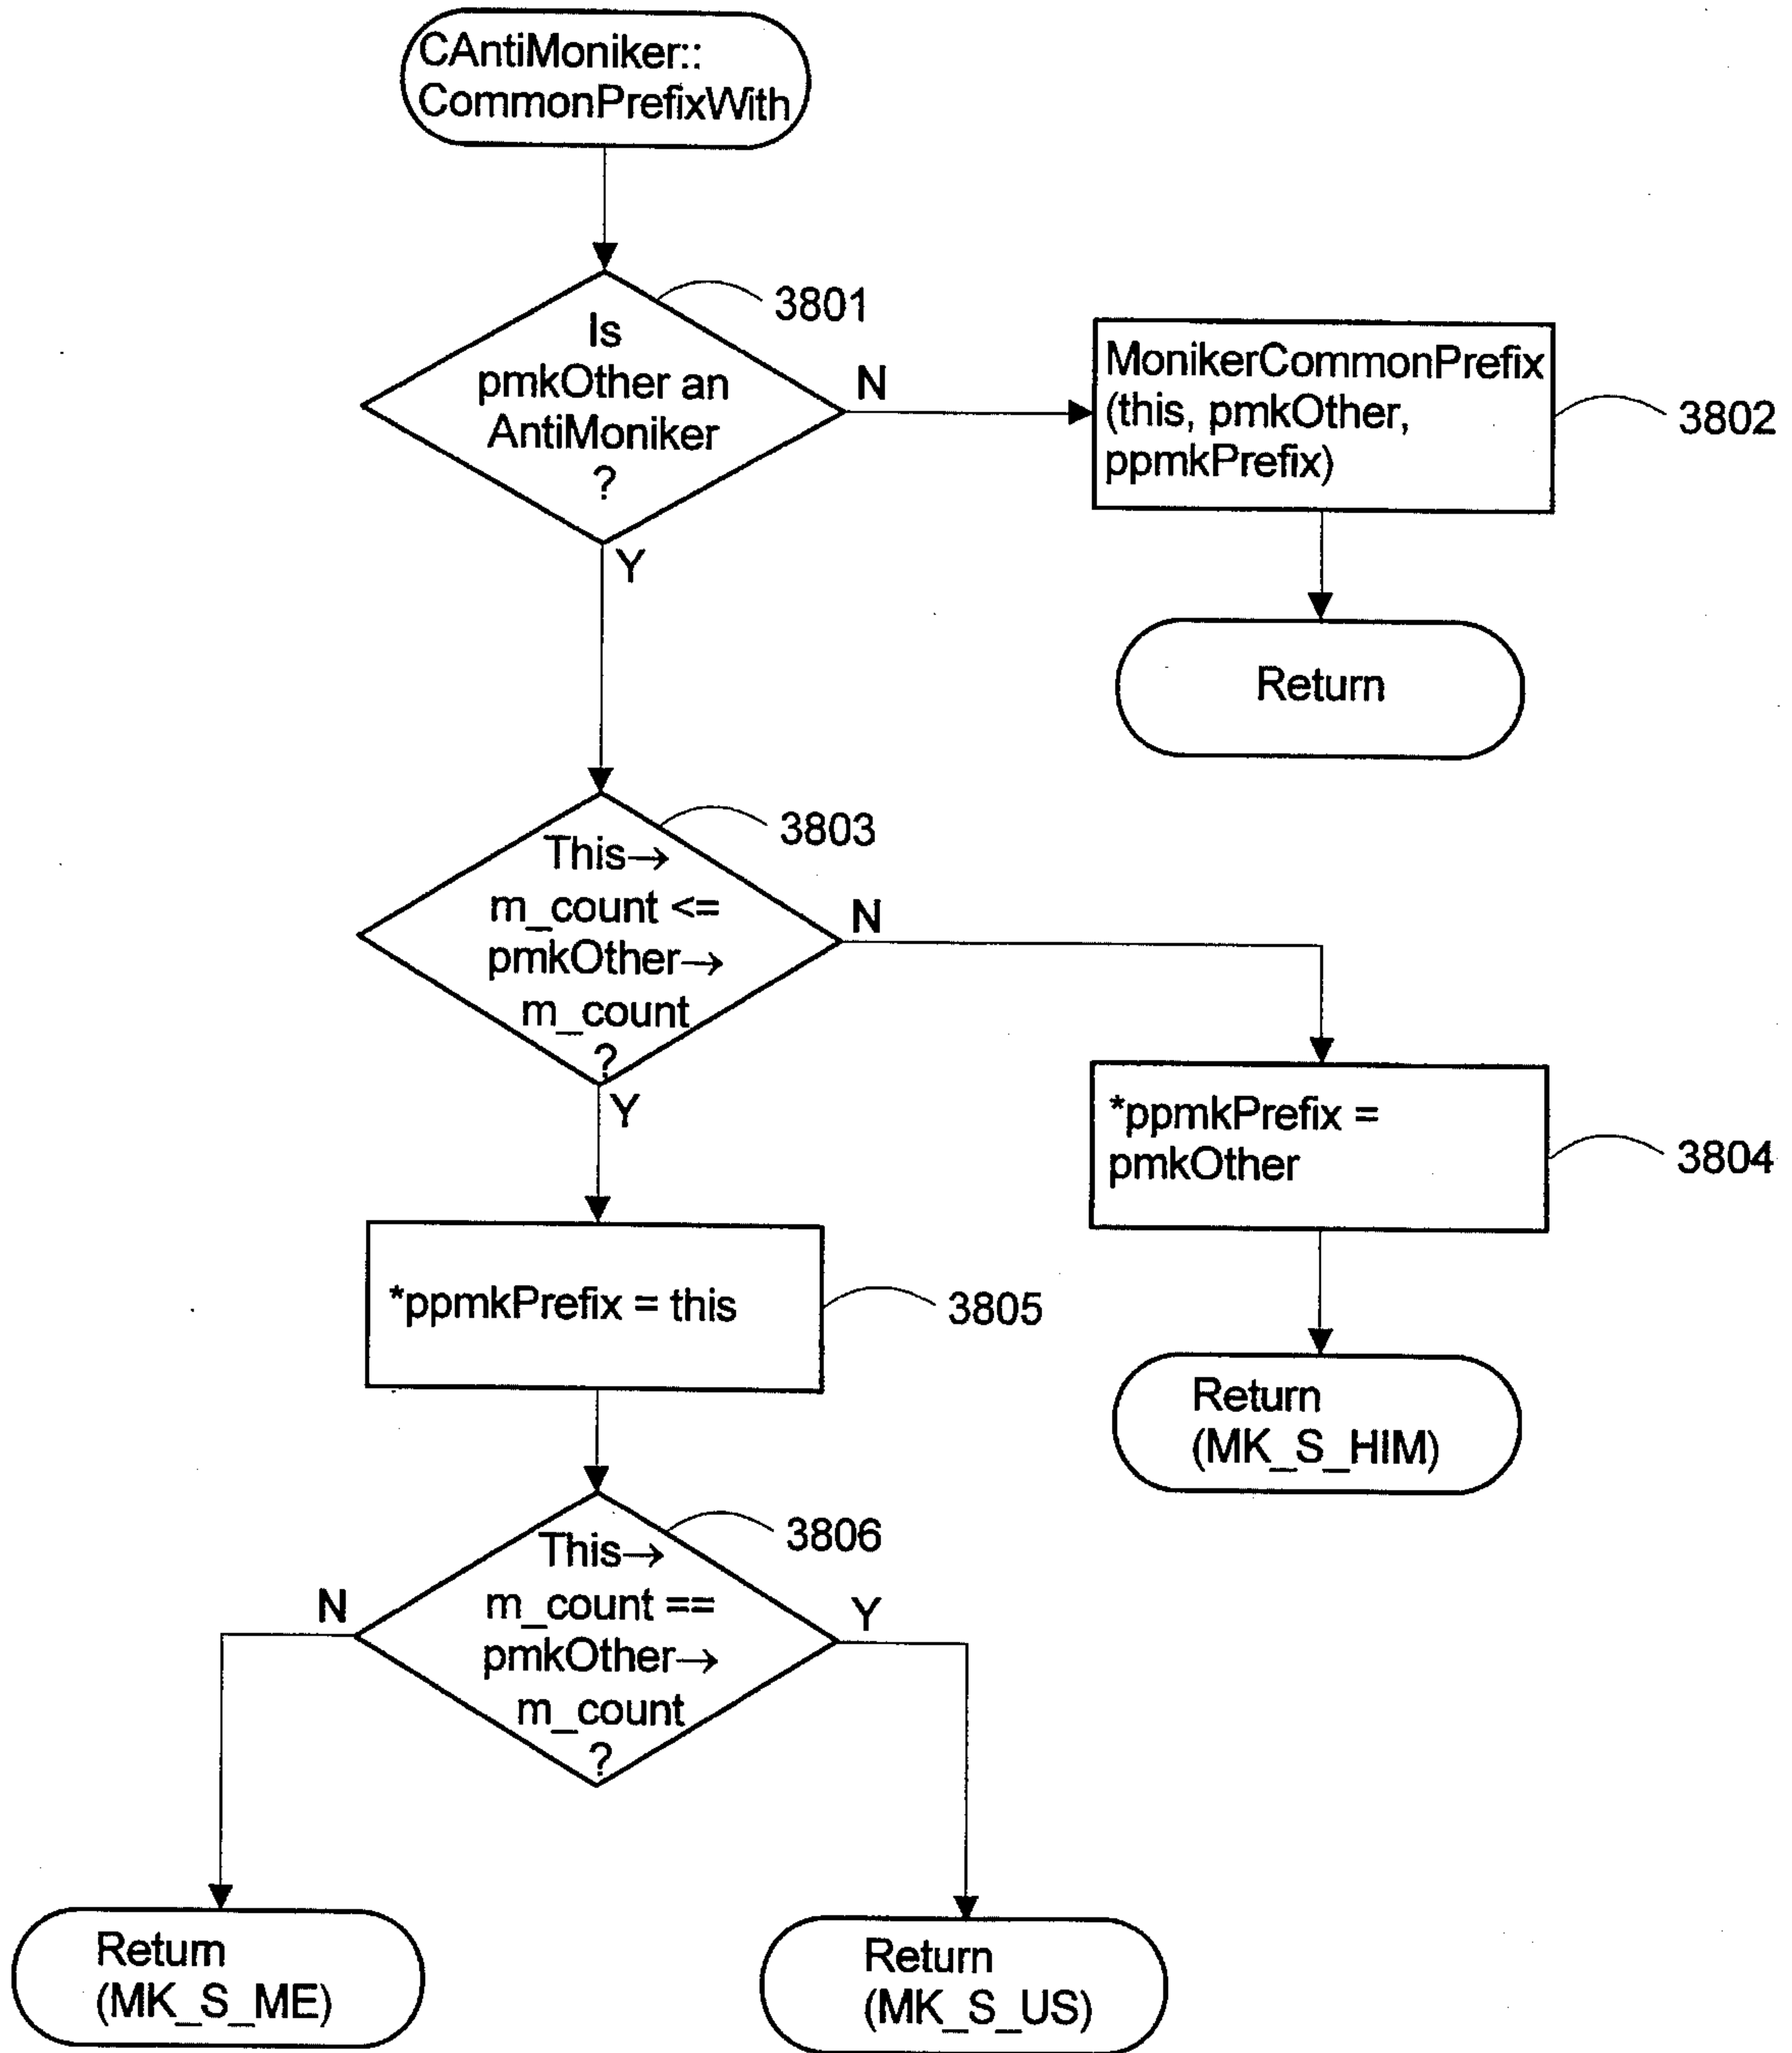 CAntiMoniker::
CommonPrefixWith
3801
Is
pmkOther an
AntiMoniker
?
N
Y
MonikerCommonPrefix
(this, pmkOther,
ppmkPrefix)
3802
Return
3803
This→
m_count <=
pmkOther→
m_count
?
N
Y
*ppmkPrefix =
pmkOther
3804
Return
(MK_S_HIM)
*ppmkPrefix = this
3805
3806
This→
m_count ==
pmkOther→
m_count
?
N
Y
Return
(MK_S_ME)
Return
(MK_S_US)